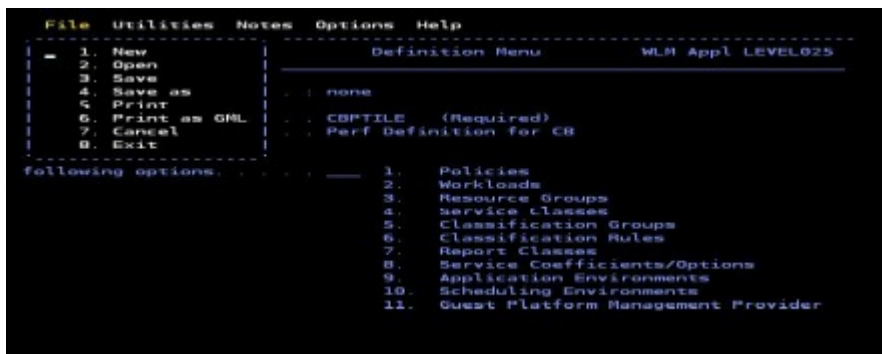 File Utilities Notes Options Help
1. New
2. Open
3. Save
4. Save as
5 Print
6. Print as GML
7. Cancel
8. Exit
Definition Menu WLM Appl LEVEL025
. : none
. . CBPTILE (Required)
. . Perf Definition for CB
following options. . . . . ___ 1. Policies
2. Workloads
3. Resource Groups
4. Service Classes
5. Classification Groups
6. Classification Rules
7. Report Classes
8. Service Coefficients/Options
9. Application Environments
10. Scheduling Environments
11. Guest Platform Management Provider